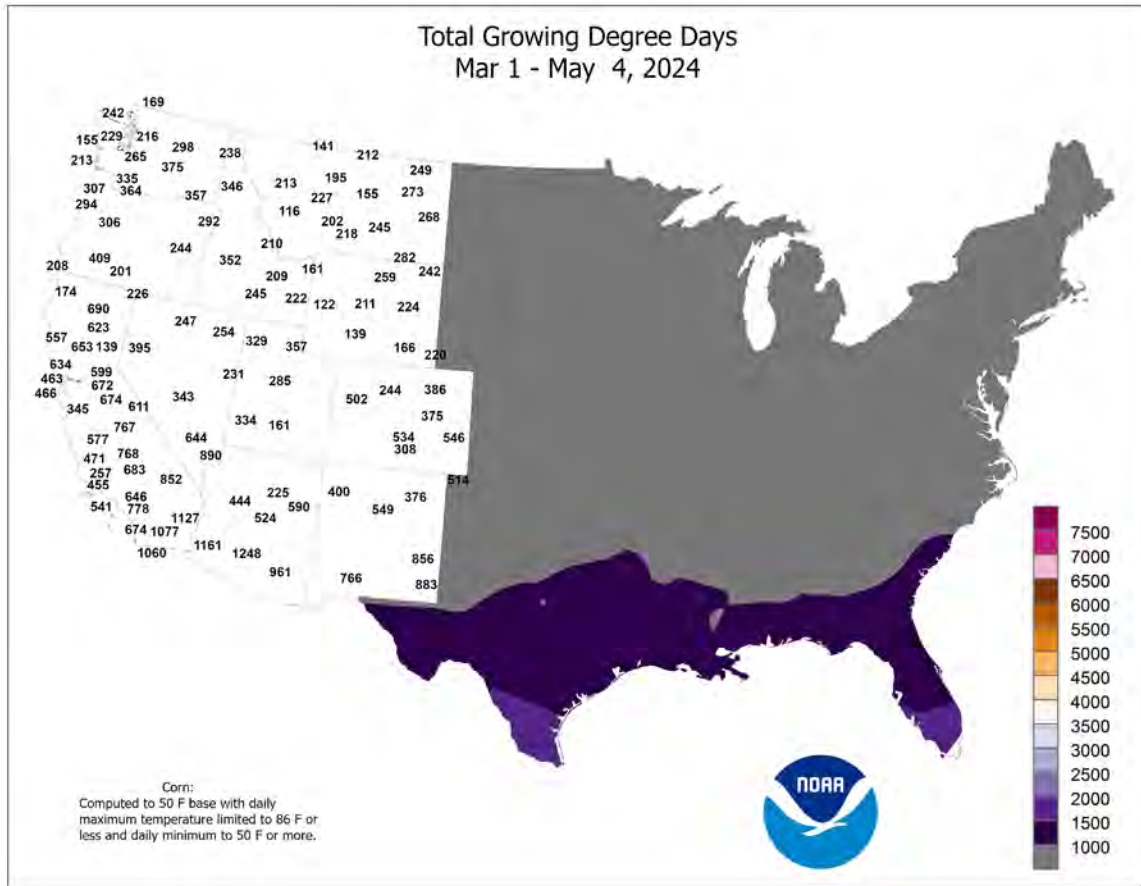 Total Growing Degree Days
Mar 1 - May 4, 2024
169
242
155 229 216
213 265 298 238 141 212
375 249
335 213 195
307 364 357 346 227 155 273
294 116
306 292 202 245 268
218
244 210
208 409 352 282
201 209 161 259 242
174 226 245 222 122 211 224
690
623 247 254
557 329 139
653 139 395 357 166
634 220
463 599 231 285
466 672 244 386
674 343 502
345 611 375
767 334 161
577 644 534 546
471 768 890 308
257 683
455 852 514
646 225 400 376
541 778 444 590 549
1127 524
674 1077
1060 1161 1248
856
961 766 883
7500
7000
6500
6000
5500
5000
4500
4000
3500
3000
2500
2000
1500
1000
Corn:
Computed to 50 F base with daily
maximum temperature limited to 86 F or
less and daily minimum to 50 F or more.
NOAA